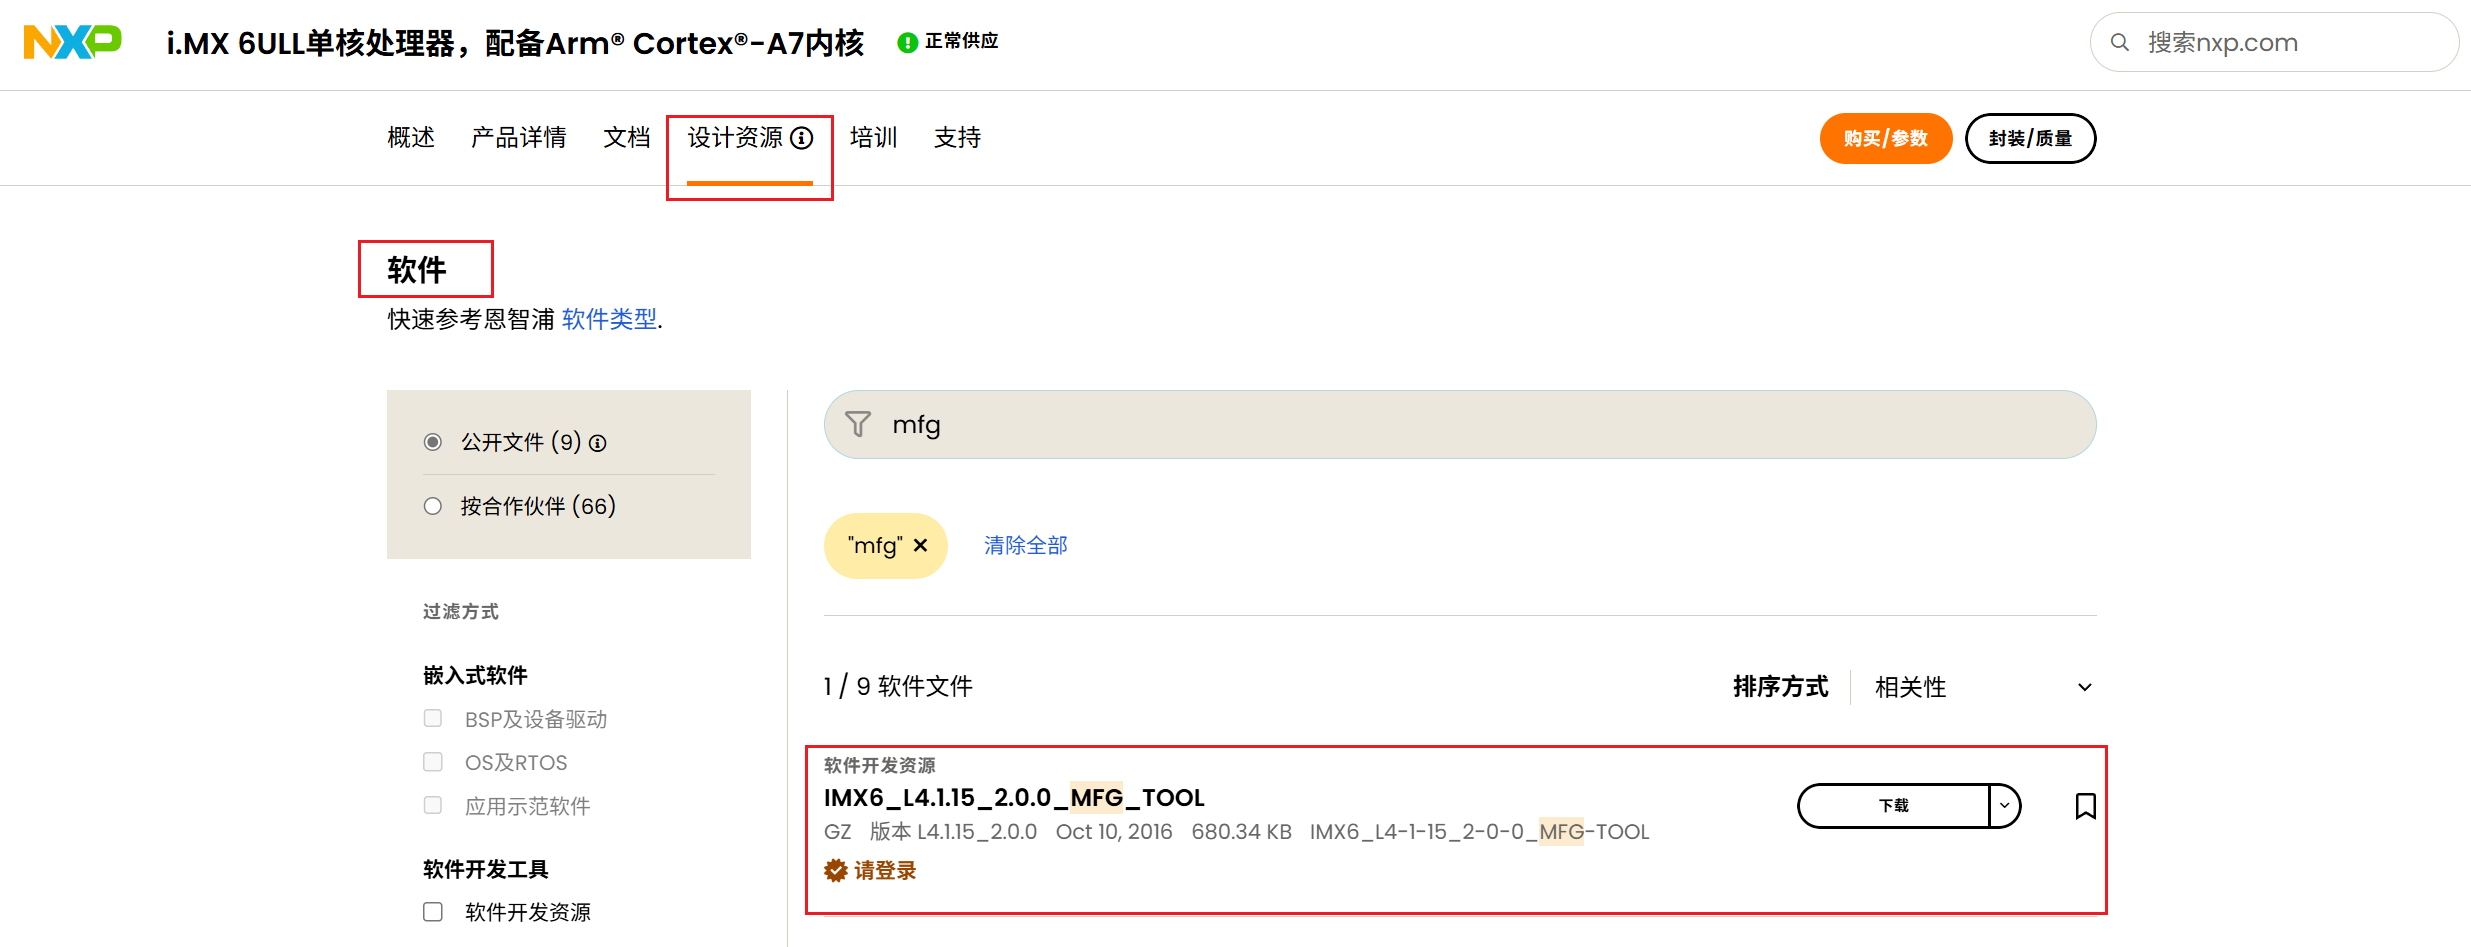 NXP
i.MX 6ULL单核处理器，配备Arm® Cortex®-A7内核
正常供应
搜索nxp.com
概述 产品详情 文档 设计资源 培训 支持
购买/参数 封装/质量
软件
快速参考恩智浦 软件类型.
公开文件 (9)
按合作伙伴 (66)
过滤方式
嵌入式软件
BSP及设备驱动
OS及RTOS
应用示范软件
软件开发工具
软件开发资源
mfg
"mfg" × 清除全部
1 / 9 软件文件
排序方式 相关性
软件开发资源
IMX6_L4.1.15_2.0.0_MFG_TOOL
GZ 版本 L4.1.15_2.0.0 Oct 10, 2016 680.34 KB IMX6_L4-1-15_2-0-0_MFG-TOOL
请登录
下载